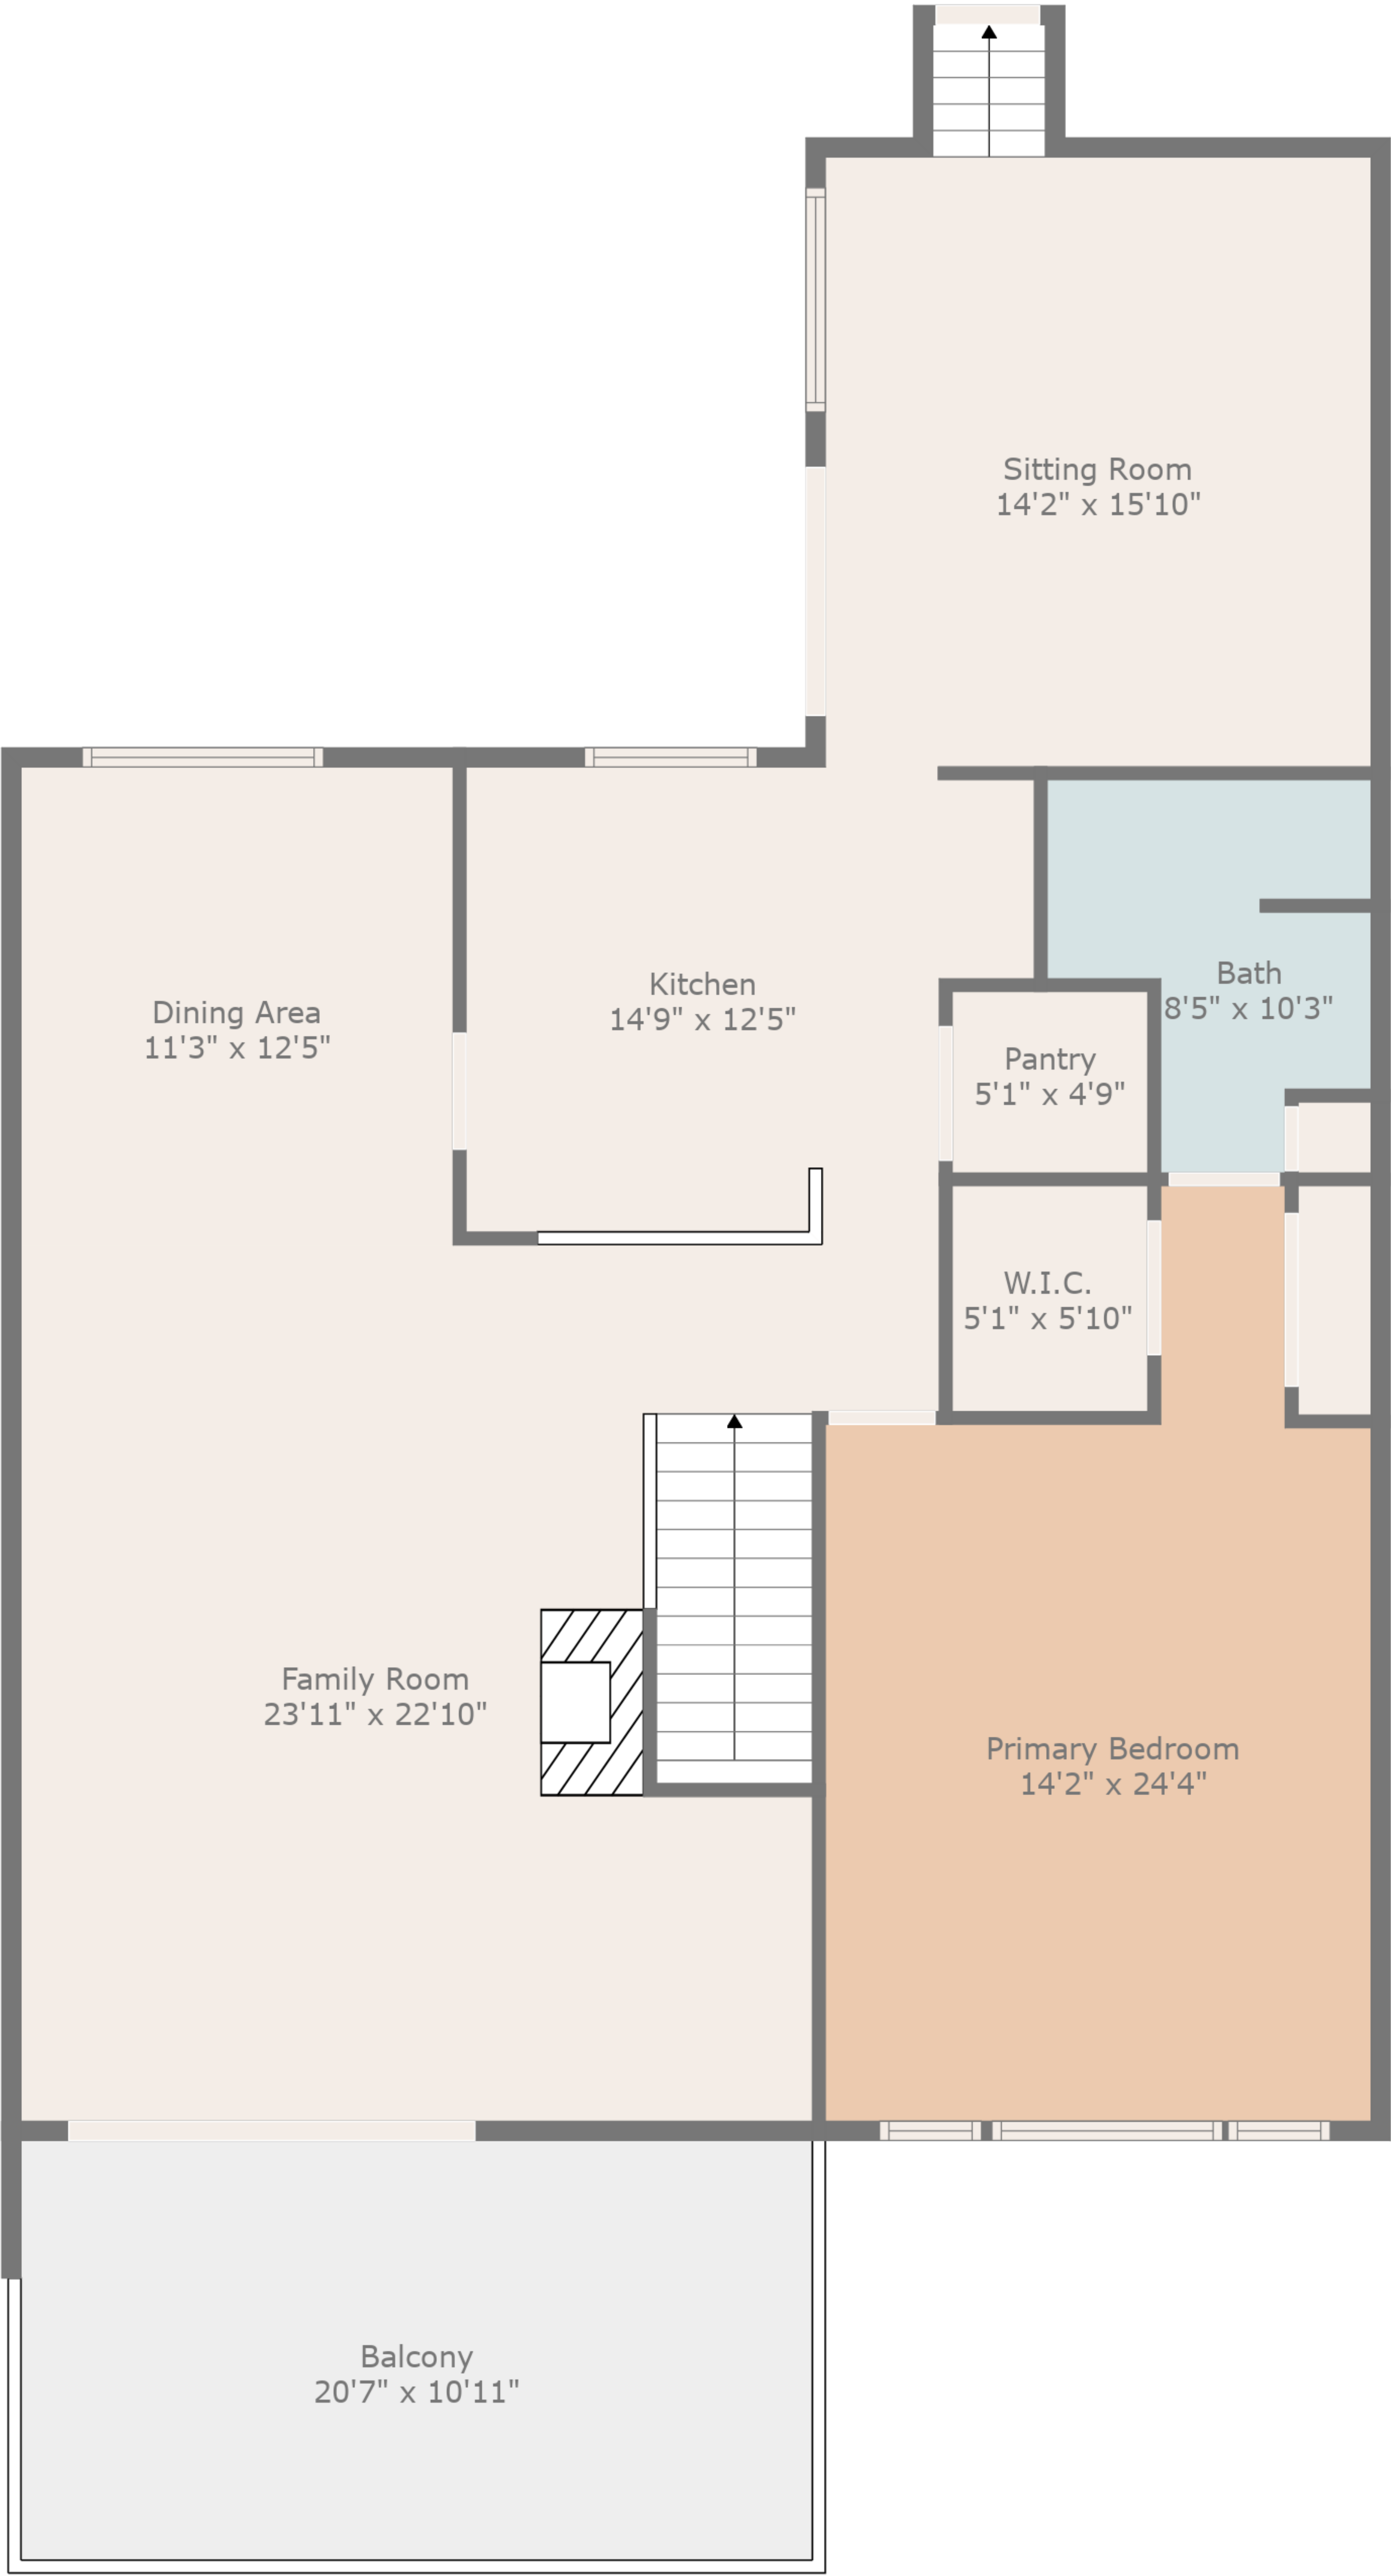 Sitting Room
14'2" x 15'10"
Kitchen
14'9" x 12'5"
Bath
8'5" x 10'3"
Dining Area
11'3" x 12'5"
Pantry
5'1" x 4'9"
W.I.C.
5'1" x 5'10"
Family Room
23'11" x 22'10"
Primary Bedroom
14'2" x 24'4"
Balcony
20'7" x 10'11"